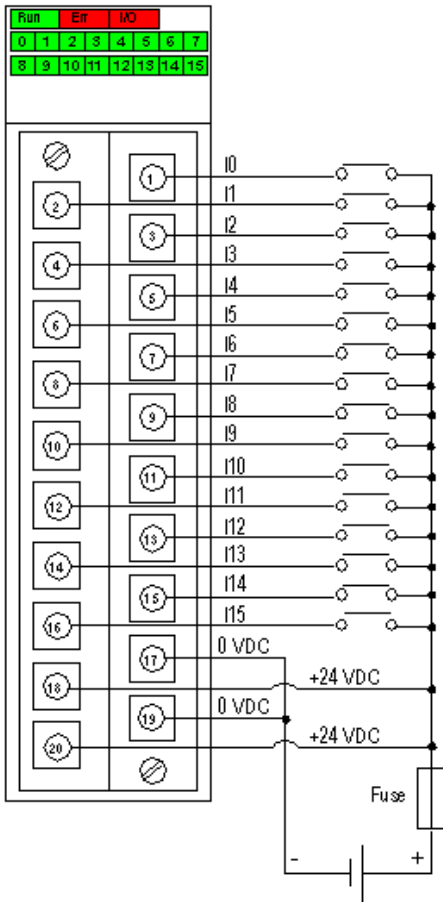 Run Err I/O
0 1 2 3 4 5 6 7
8 9 10 11 12 13 14 15
1 I0
2 I1
3 I2
4 I3
5 I4
6 I5
7 I6
8 I7
9 I8
10 I9
11 I10
12 I11
13 I12
14 I13
15 I14
16 I15
17 0 VDC
18 +24 VDC
19 0 VDC
20 +24 VDC
Fuse
- +